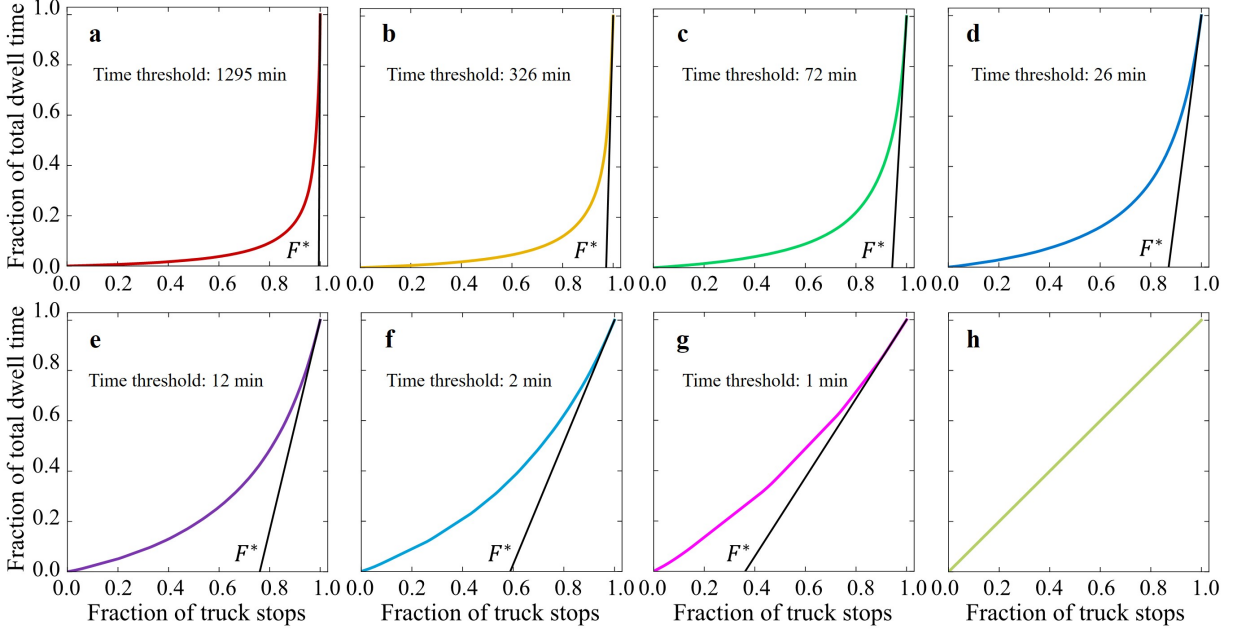 Fraction of total dwell time
1.0
0.8
0.6
0.4
0.2
0.0
a
Time threshold: 1295 min
F*
0.0 0.2 0.4 0.6 0.8 1.0
b
Time threshold: 326 min
F*
0.0 0.2 0.4 0.6 0.8 1.0
c
Time threshold: 72 min
F*
0.0 0.2 0.4 0.6 0.8 1.0
d
Time threshold: 26 min
F*
0.0 0.2 0.4 0.6 0.8 1.0
Fraction of total dwell time
1.0
0.8
0.6
0.4
0.2
0.0
e
Time threshold: 12 min
F*
0.0 0.2 0.4 0.6 0.8 1.0
Fraction of truck stops
f
Time threshold: 2 min
F*
0.0 0.2 0.4 0.6 0.8 1.0
Fraction of truck stops
g
Time threshold: 1 min
F*
0.0 0.2 0.4 0.6 0.8 1.0
Fraction of truck stops
h
0.0 0.2 0.4 0.6 0.8 1.0
Fraction of truck stops